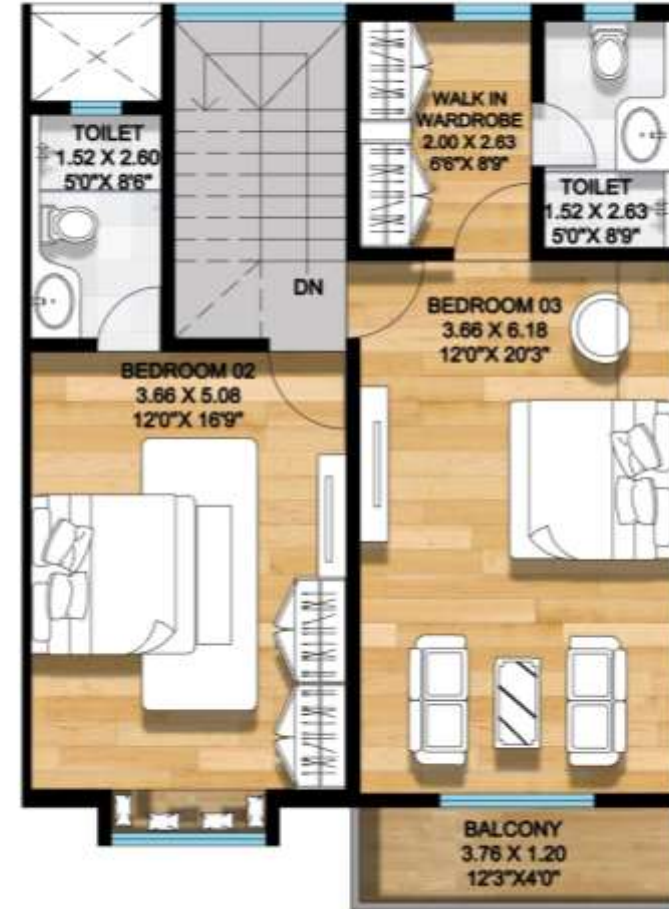 TOILET
1.52 X 2.60
5'0"X 8'6"
WALK IN
WARDROBE
2.00 X 2.63
6'6"X 8'9"
TOILET
1.52 X 2.63
5'0"X 8'9"
DN
BEDROOM 03
3.66 X 6.18
12'0"X 20'3"
BEDROOM 02
3.66 X 5.08
12'0"X 16'9"
BALCONY
3.76 X 1.20
12'3"X4'0"